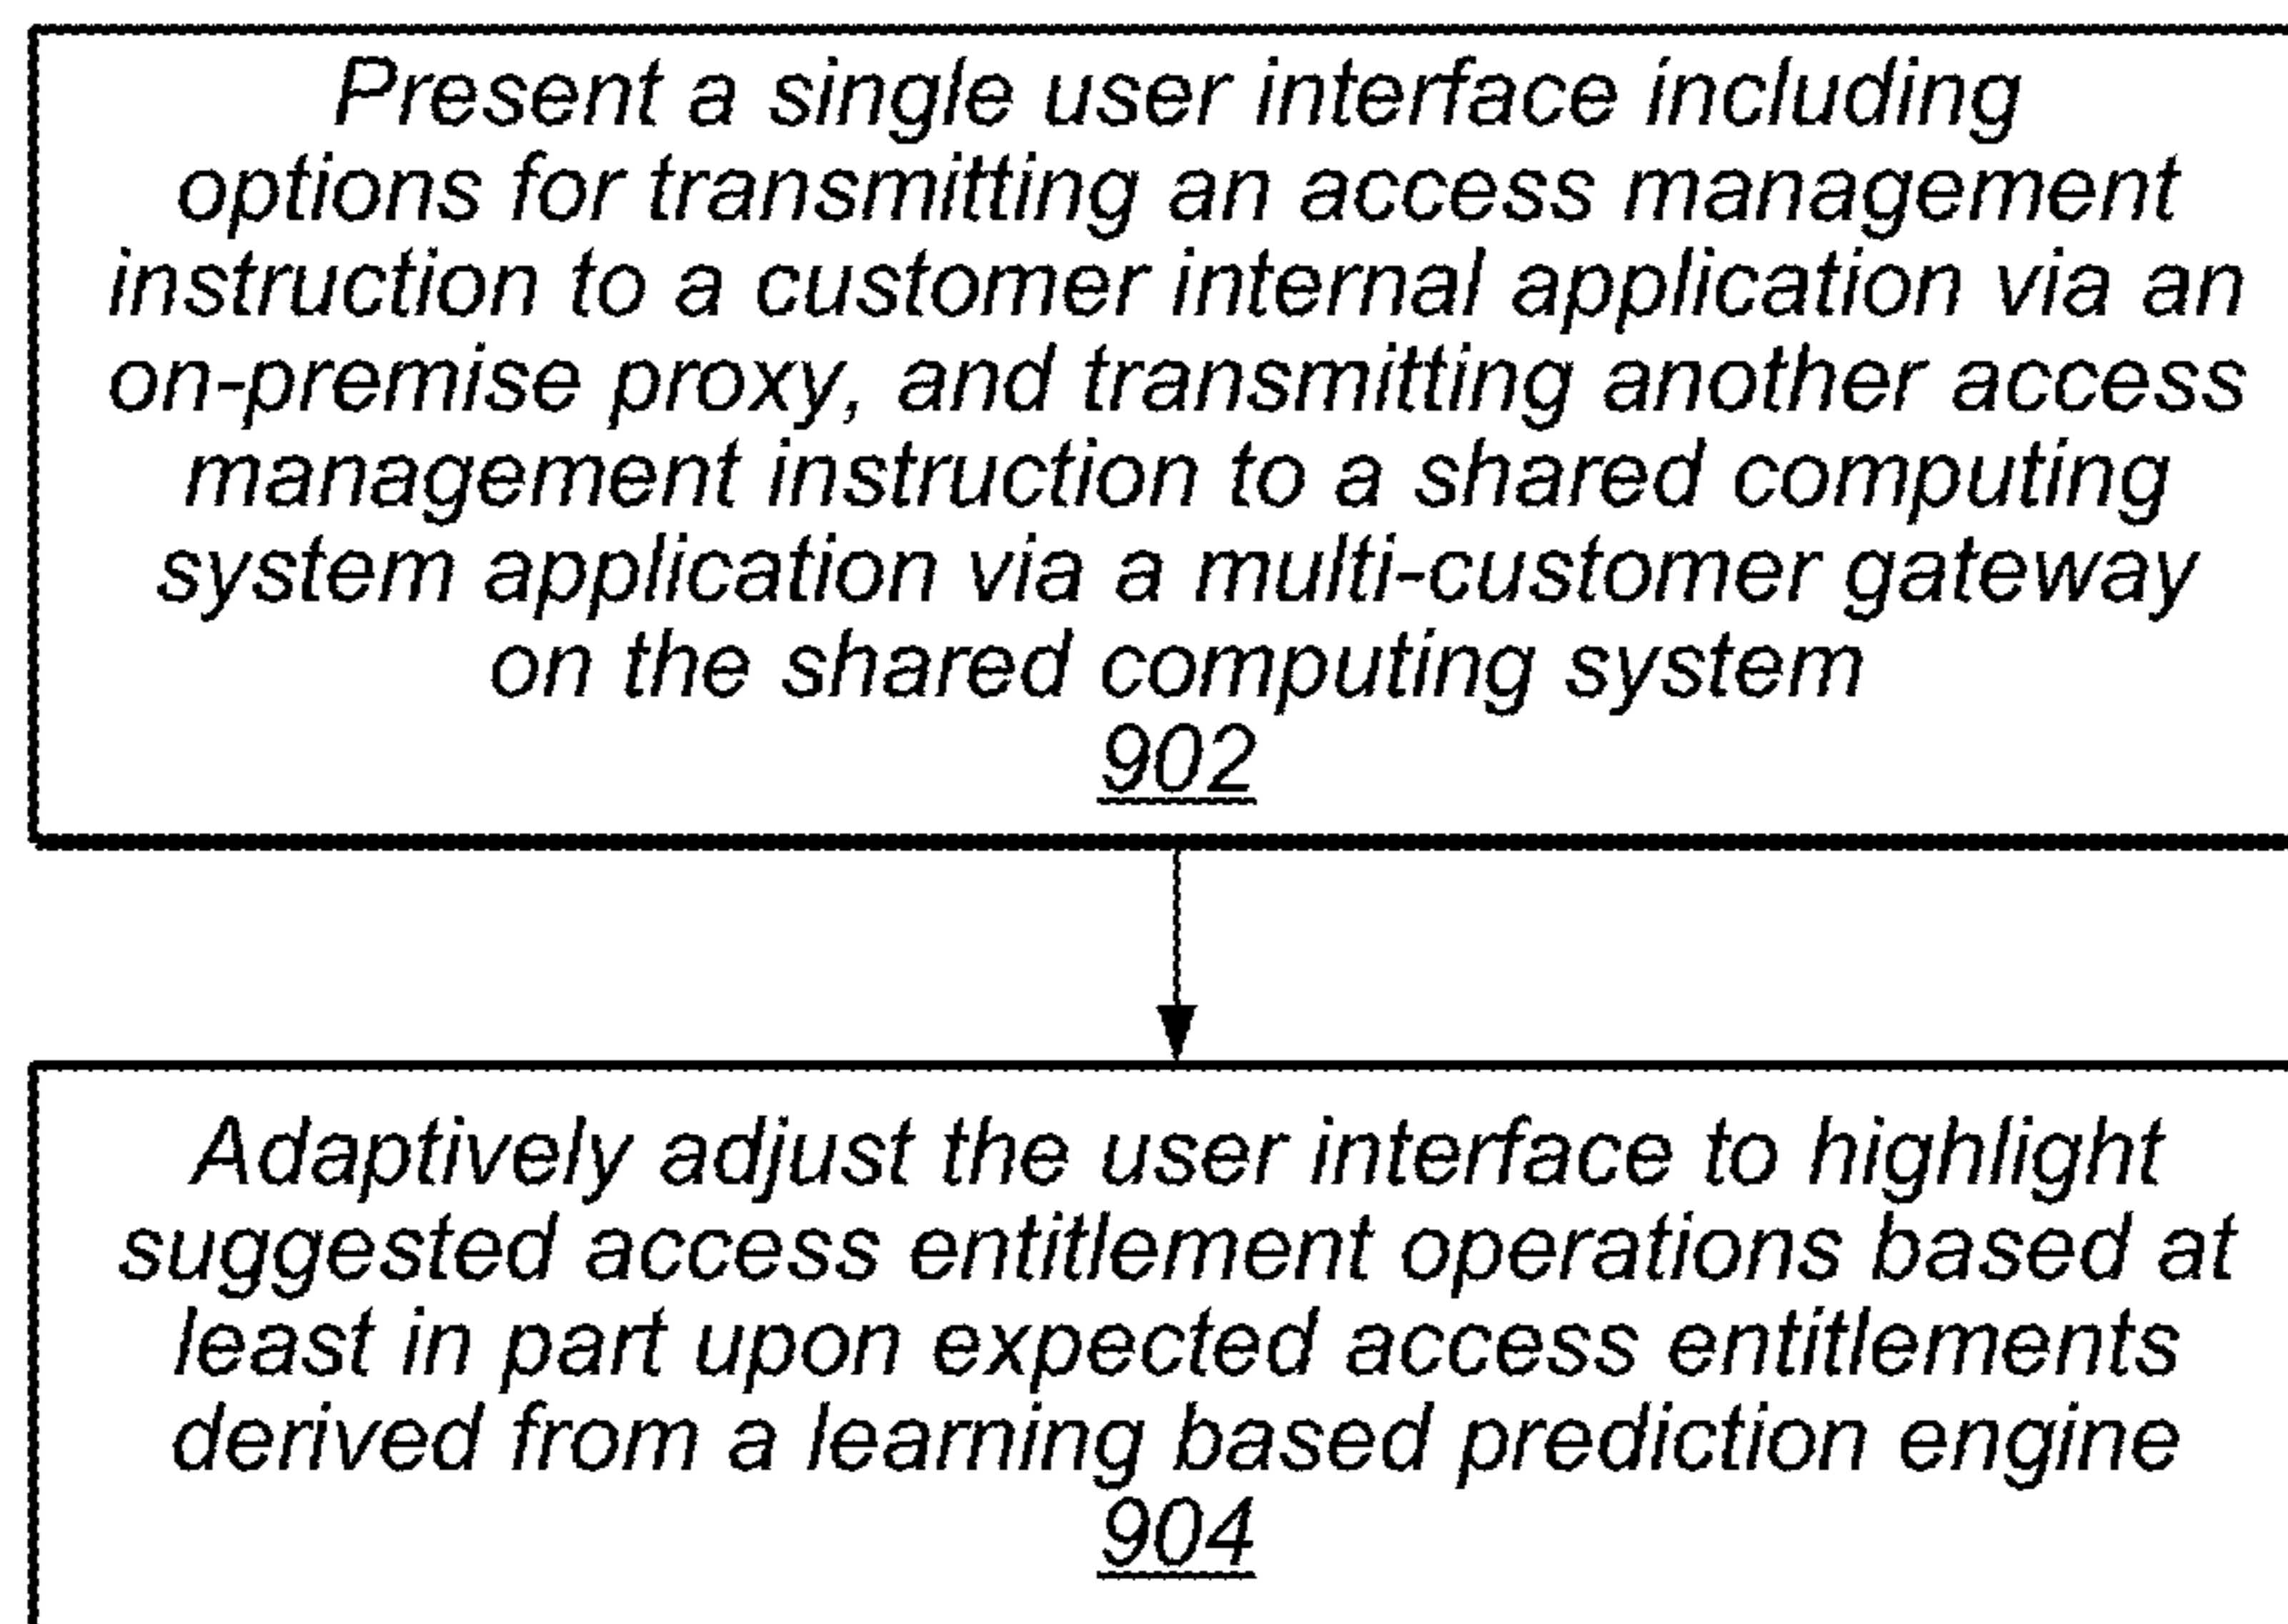 Present a single user interface including
options for transmitting an access management
instruction to a customer internal application via an
on-premise proxy, and transmitting another access
management instruction to a shared computing
system application via a multi-customer gateway
on the shared computing system
902
Adaptively adjust the user interface to highlight
suggested access entitlement operations based at
least in part upon expected access entitlements
derived from a learning based prediction engine
904